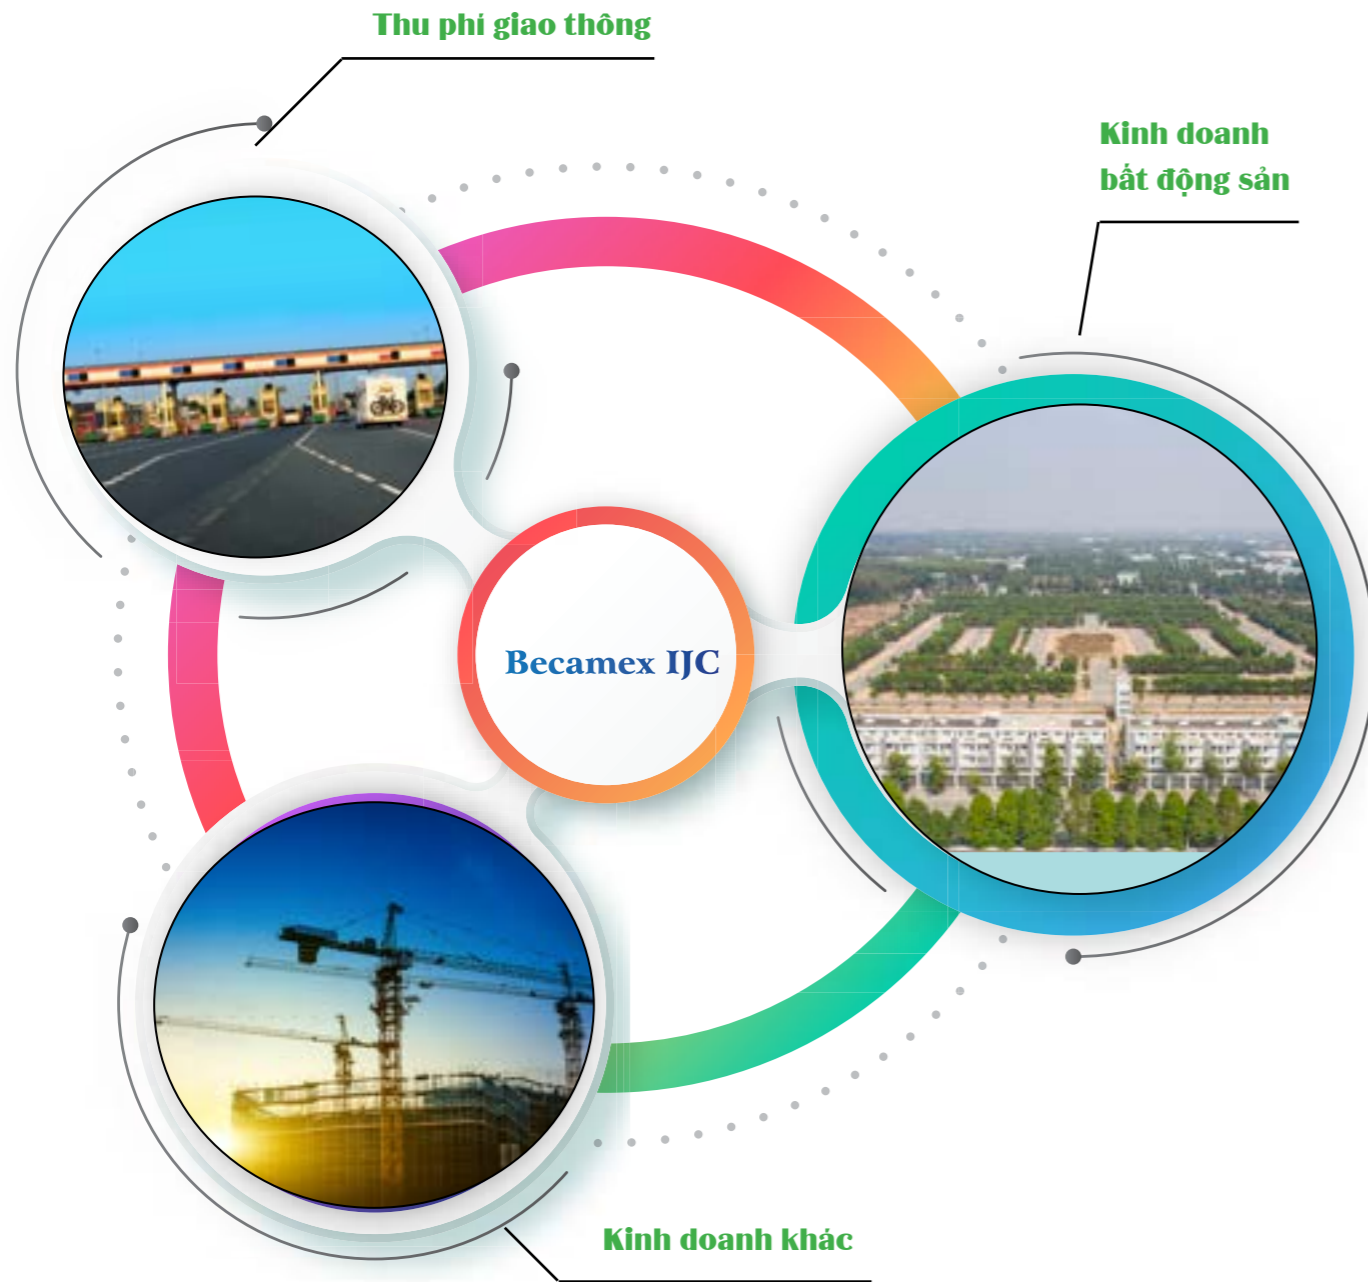 Thu phí giao thông
Kinh doanh
bất động sản
Becamex IJC
Kinh doanh khác